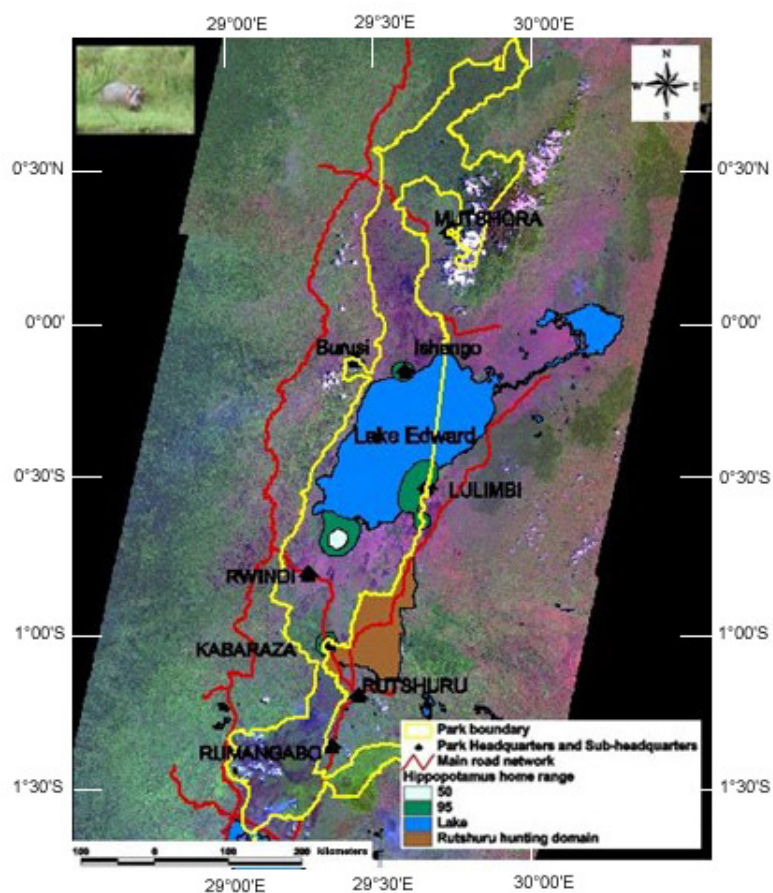 29°00'E 29°30'E 30°00'E
N
W E
S
0°30'N 0°30'N
MUTSHORA
0°00' 0°00'
Burusi Ishango
Lake Edward
0°30'S 0°30'S
LULIMBI
RWINDI
1°00'S 1°00'S
KABARAZA
RUTSHURU
RUMANGABO
Park boundary
Park Headquarters and Sub-headquarters
Main road network
Hippopotamus home range
50
95
Lake
Rutshuru hunting domain
1°30'S 1°30'S
100 0 100 200 kilometers
29°00'E 29°30'E 30°00'E